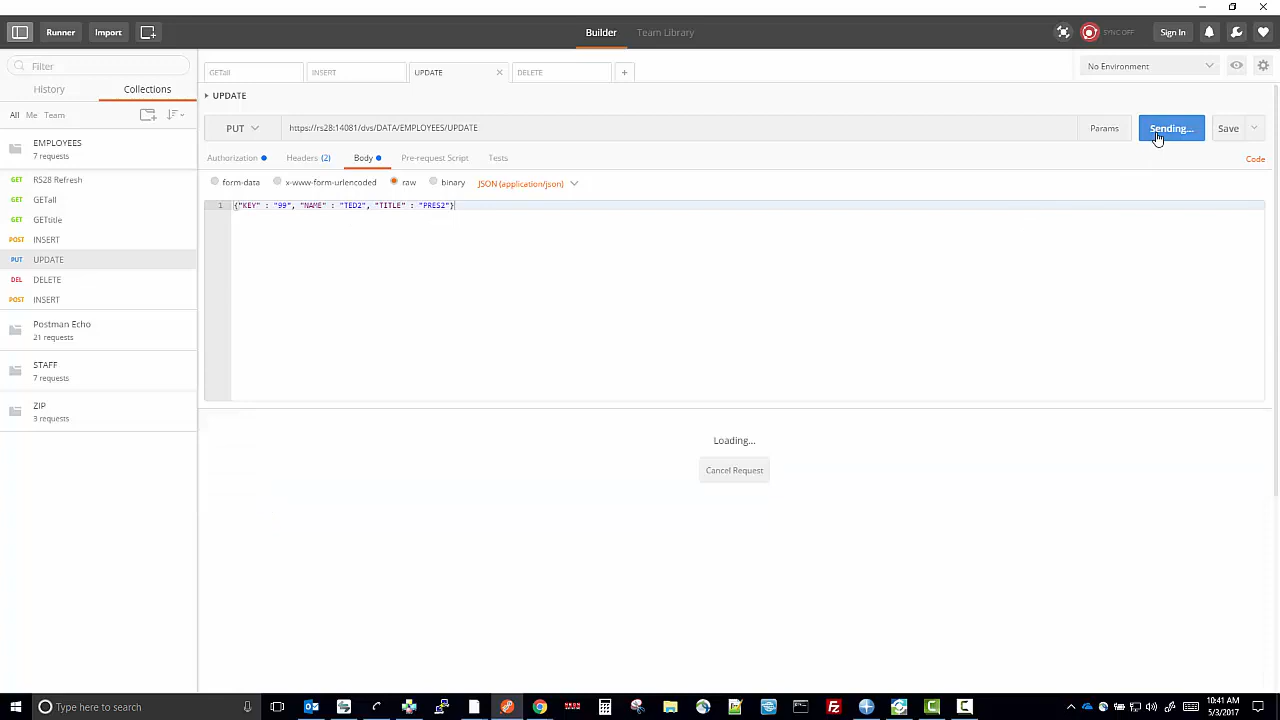 Runner
Import
Builder
Team Library
SYNC OFF
Sign In
Filter
History
Collections
All Me Team
EMPLOYEES
7 requests
GET RS28 Refresh
GET GETall
GET GETtitle
POST INSERT
PUT UPDATE
DEL DELETE
POST INSERT
Postman Echo
21 requests
STAFF
7 requests
ZIP
3 requests
GETall
INSERT
UPDATE
DELETE
No Environment
UPDATE
PUT
https://rs28:14081/dvs/DATA/EMPLOYEES/UPDATE
Params
Sending...
Save
Authorization
Headers (2)
Body
Pre-request Script
Tests
Code
form-data
x-www-form-urlencoded
raw
binary
JSON (application/json)
1 {"KEY" : "99", "NAME" : "TED2", "TITLE" : "PRES2"}
Loading...
Cancel Request
Type here to search
10:41 AM
5/3/2017